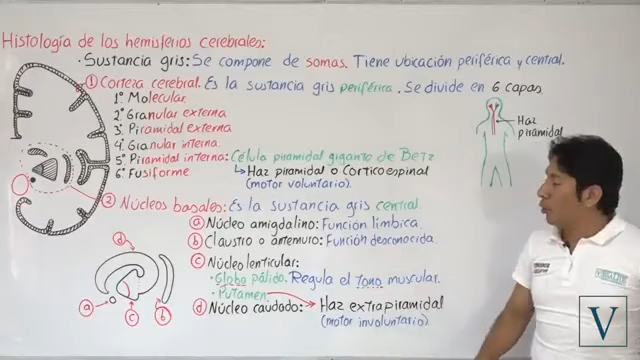 Histología de los hemisferios cerebrales:
· Sustancia gris: Se compone de somas. Tiene ubicación periférica y central.
① Corteza cerebral. Es la sustancia gris periférica. Se divide en 6 capas.
1° Molecular.
2° Granular externa
3° Piramidal externa
4° Granular interna.
5° Piramidal interna: Célula piramidal gigante de Betz
6° Fusiforme
↳ Haz piramidal o Corticoespinal
(motor voluntario).
Haz
piramidal
② Núcleos basales: Es la sustancia gris central.
ⓐ Núcleo amigdalino: Función límbica.
ⓑ Claustro o antemuro: Función desconocida.
ⓒ Núcleo lenticular:
· Globo pálido. Regula el tono muscular.
· Putamen
ⓓ Núcleo caudado: → Haz extrapiramidal
(motor involuntario).
ⓓ
ⓐ
ⓒ
ⓑ
V